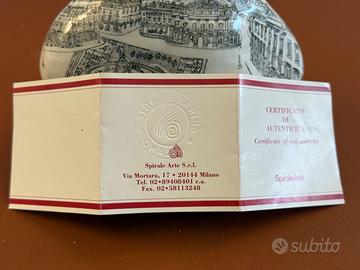 Spirale Arte S.r.l.
Via Mortara, 17 • 20144 Milano
Tel. 02•89408401 r.a.
Fax. 02•58113248
CERTIFICATO
DI
AUTENTICITÀ
Certificate of authenticity
SpiraleArte
subito